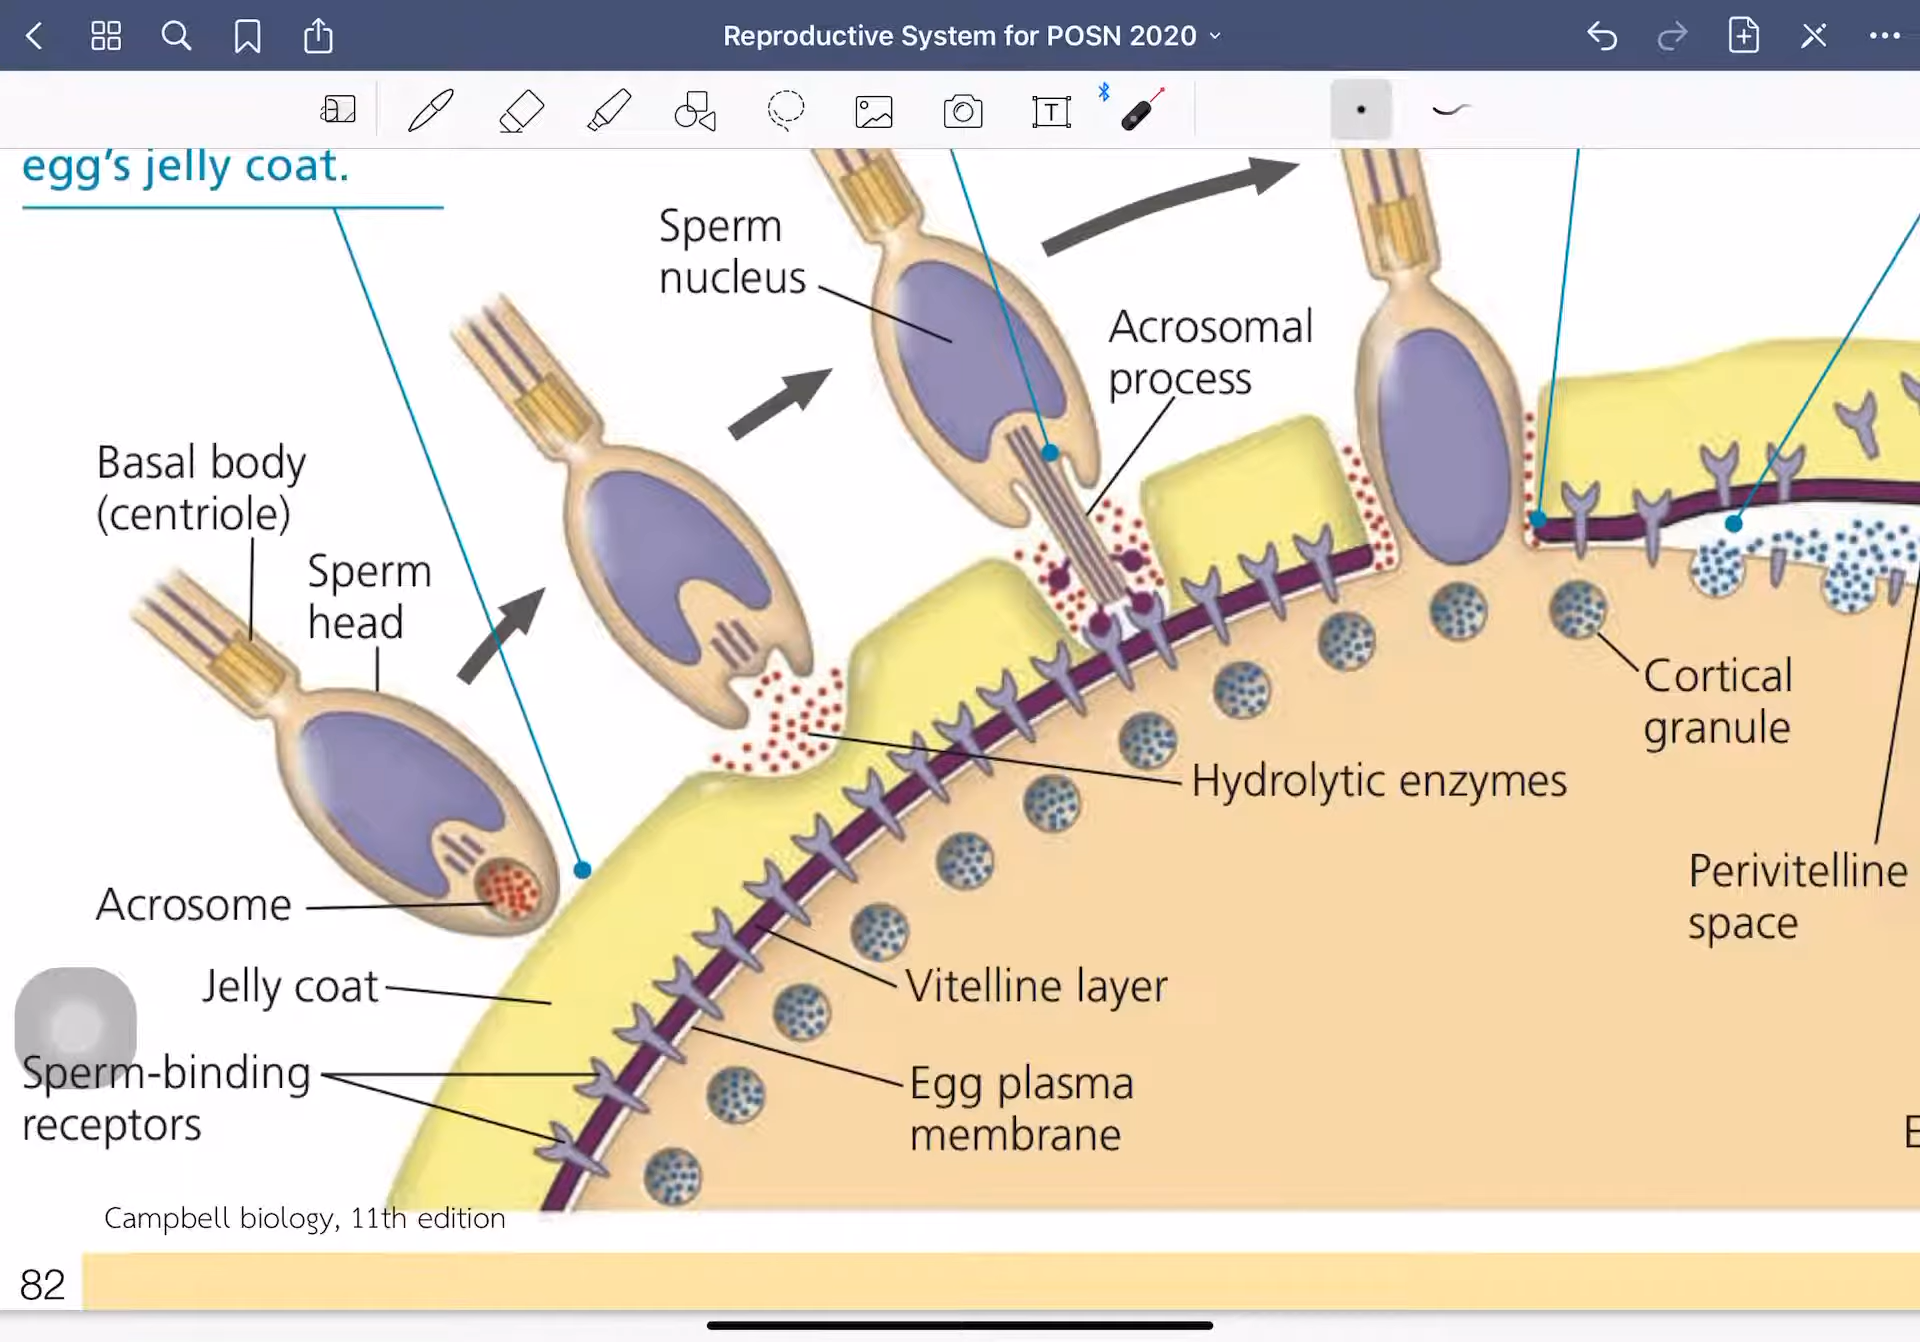 Reproductive System for POSN 2020
egg's jelly coat.
Sperm
nucleus
Acrosomal
process
Basal body
(centriole)
Sperm
head
Cortical
granule
Hydrolytic enzymes
Perivitelline
space
Acrosome
Jelly coat
Vitelline layer
Sperm-binding
receptors
Egg plasma
membrane
E
Campbell biology, 11th edition
82